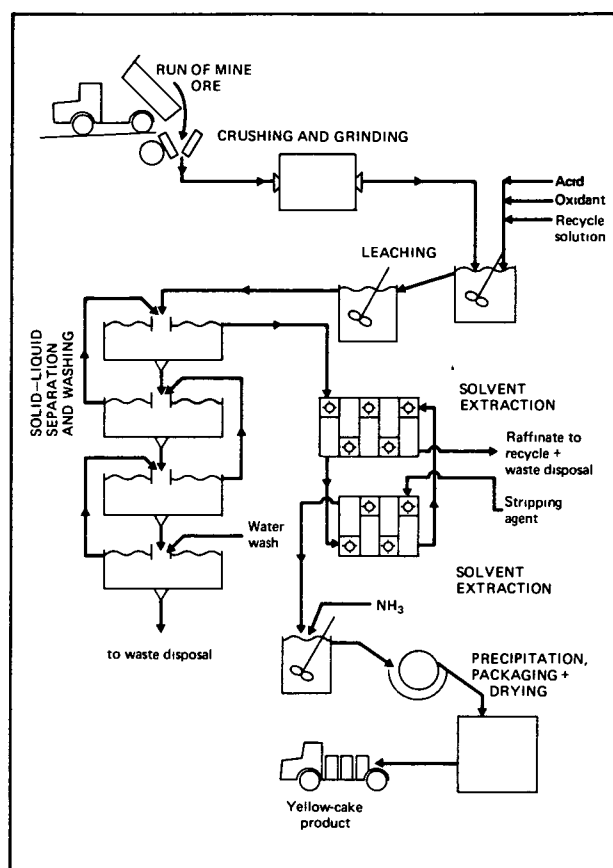 RUN OF MINE
ORE
CRUSHING AND GRINDING
Acid
Oxidant
Recycle
solution
LEACHING
SOLID–LIQUID
SEPARATION
AND WASHING
SOLVENT
EXTRACTION
Raffinate to
recycle +
waste disposal
Stripping
agent
Water
wash
SOLVENT
EXTRACTION
NH₃
to waste disposal
PRECIPITATION,
PACKAGING +
DRYING
Yellow-cake
product